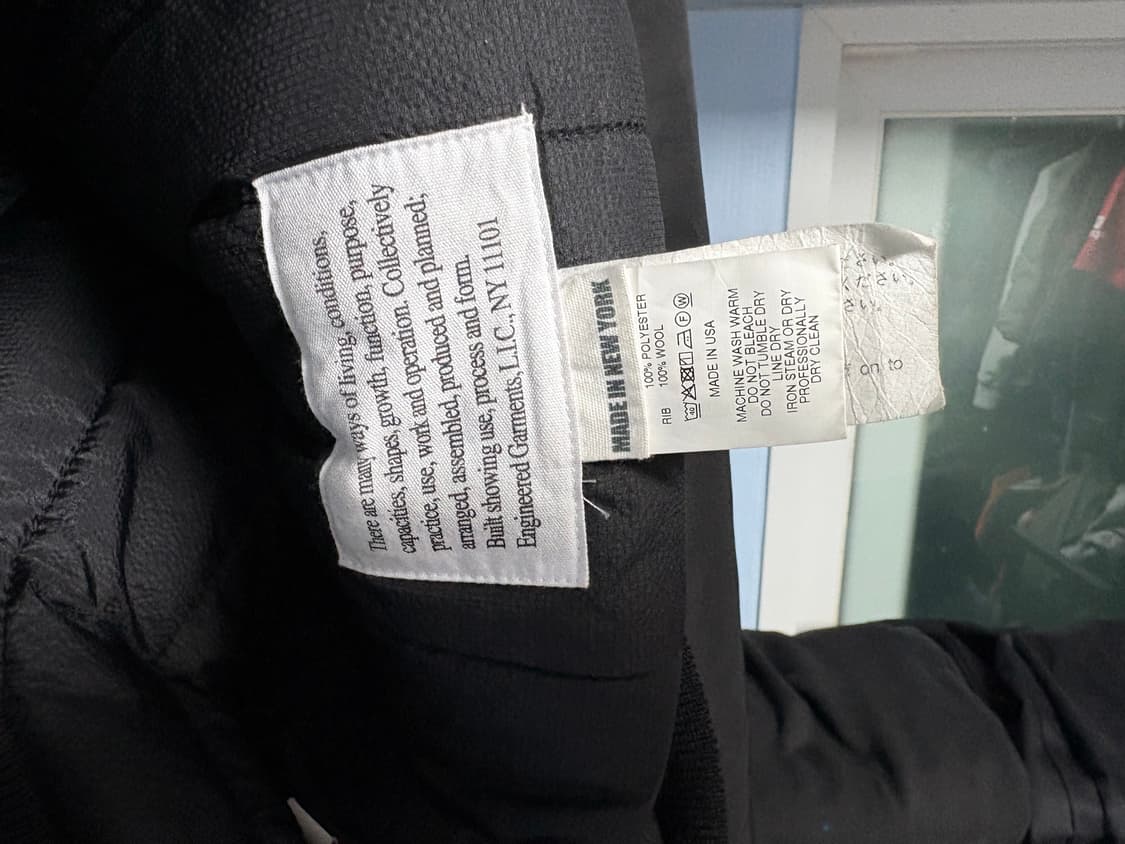 There are many ways of living, conditions,
capacities, shapes, growth, function, purpose,
practice, use, work and operation. Collectively
arranged, assembled, produced and planned;
Built showing use, process and form.
Engineered Garments, L.I.C., NY 11101
MADE IN NEW YORK
100% POLYESTER
RIB 100% WOOL
40 F W
MADE IN USA
MACHINE WASH WARM
DO NOT BLEACH
DO NOT TUMBLE DRY
LINE DRY
IRON STEAM OR DRY
PROFESSIONALLY
DRY CLEAN
on to